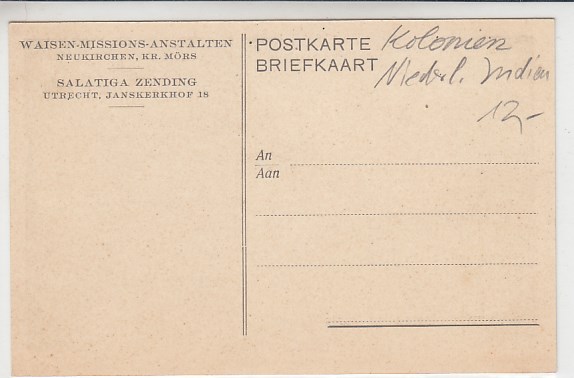 WAISEN-MISSIONS-ANSTALTEN
NEUKIRCHEN, KR. MÖRS
SALATIGA ZENDING
UTRECHT, JANSKERKHOF 18
POSTKARTE
BRIEFKAART
Kolonien
Niederl. Indien
12,-
An
Aan